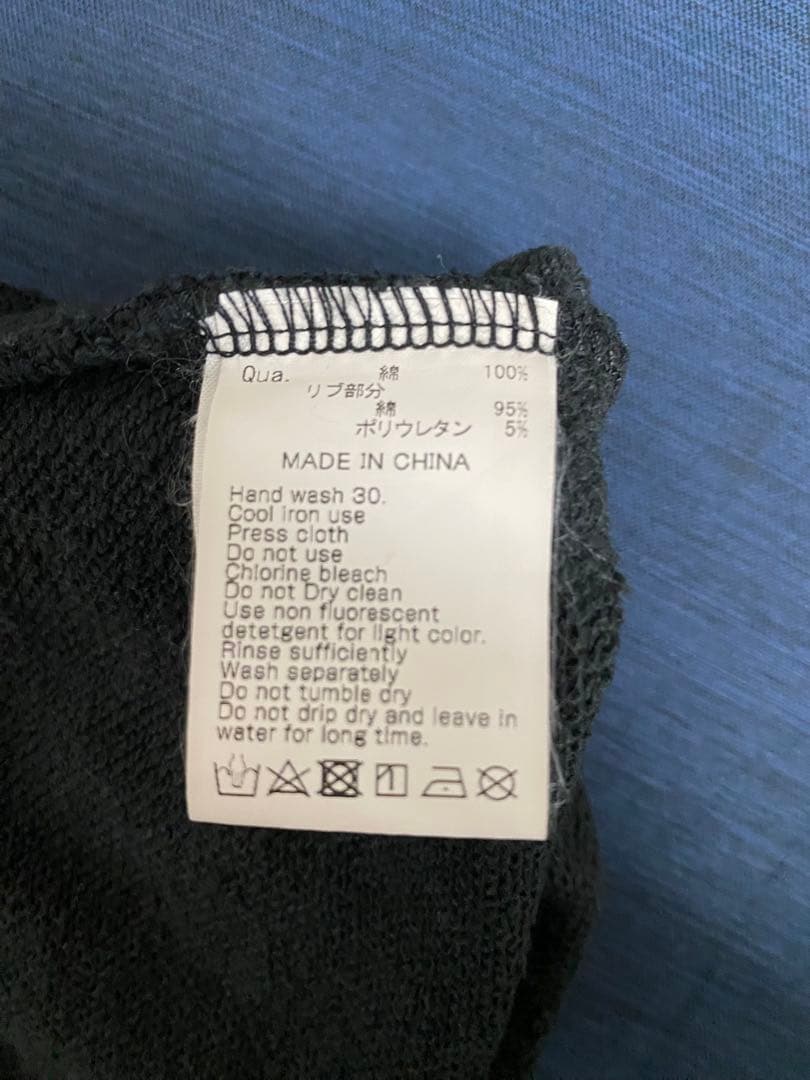 Qua. 綿 100%
リブ部分
綿 95%
ポリウレタン 5%
MADE IN CHINA
Hand wash 30.
Cool iron use
Press cloth
Do not use
Chlorine bleach
Do not Dry clean
Use non fluorescent
detetgent for light color.
Rinse sufficiently
Wash separately
Do not tumble dry
Do not drip dry and leave in
water for long time.